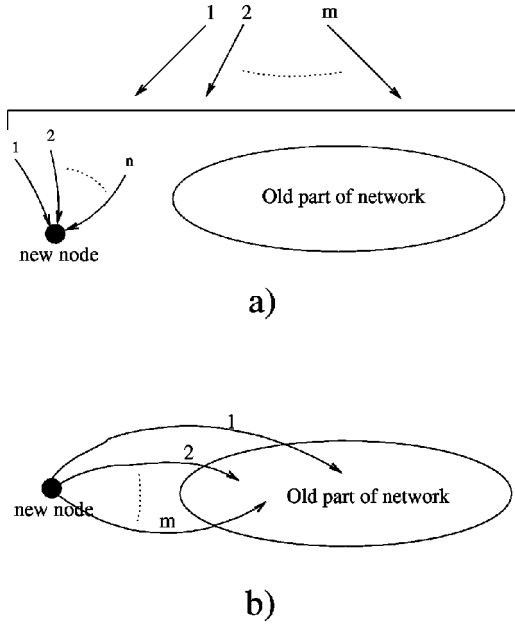 1 2 m
1 2 n
Old part of network
new node
a)
1
2
Old part of network
new node
m
b)